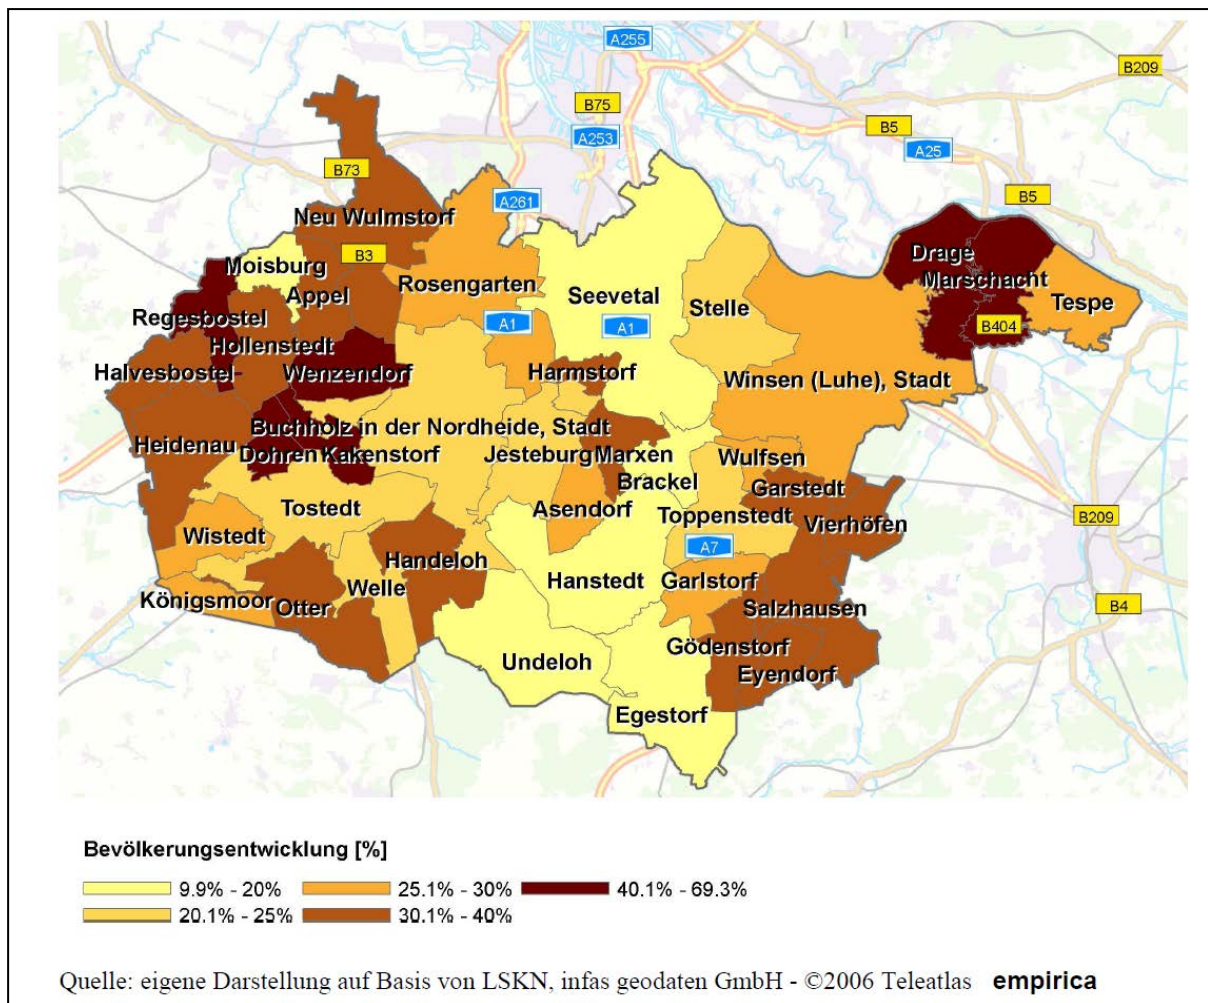 A255
B209
B75
B5
A253
A25
B73
A261
B5
Neu Wulmstorf
B3
Drage
Moisburg
Marschacht
Rosengarten
Appel
Seevetal
Stelle
Tespe
Regesbostel
A1
A1
B404
Hollenstedt
Halvesbostel
Wenzendorf
Harmstorf
Winsen (Luhe), Stadt
Buchholz in der Nordheide, Stadt
Heidenau
Dohren
Kakenstorf
Jesteburg
Marxen
Wulfsen
Brackel
Garstedt
Tostedt
Asendorf
Toppenstedt
Vierhöfen
B209
Wistedt
A7
Handeloh
Hanstedt
Garlstorf
Welle
Königsmoor
Otter
Salzhausen
B4
Gödenstorf
Undeloh
Eyendorf
Egestorf
Bevölkerungsentwicklung [%]
9.9% - 20% 25.1% - 30% 40.1% - 69.3%
20.1% - 25% 30.1% - 40%
Quelle: eigene Darstellung auf Basis von LSKN, infas geodaten GmbH - ©2006 Teleatlas empirica